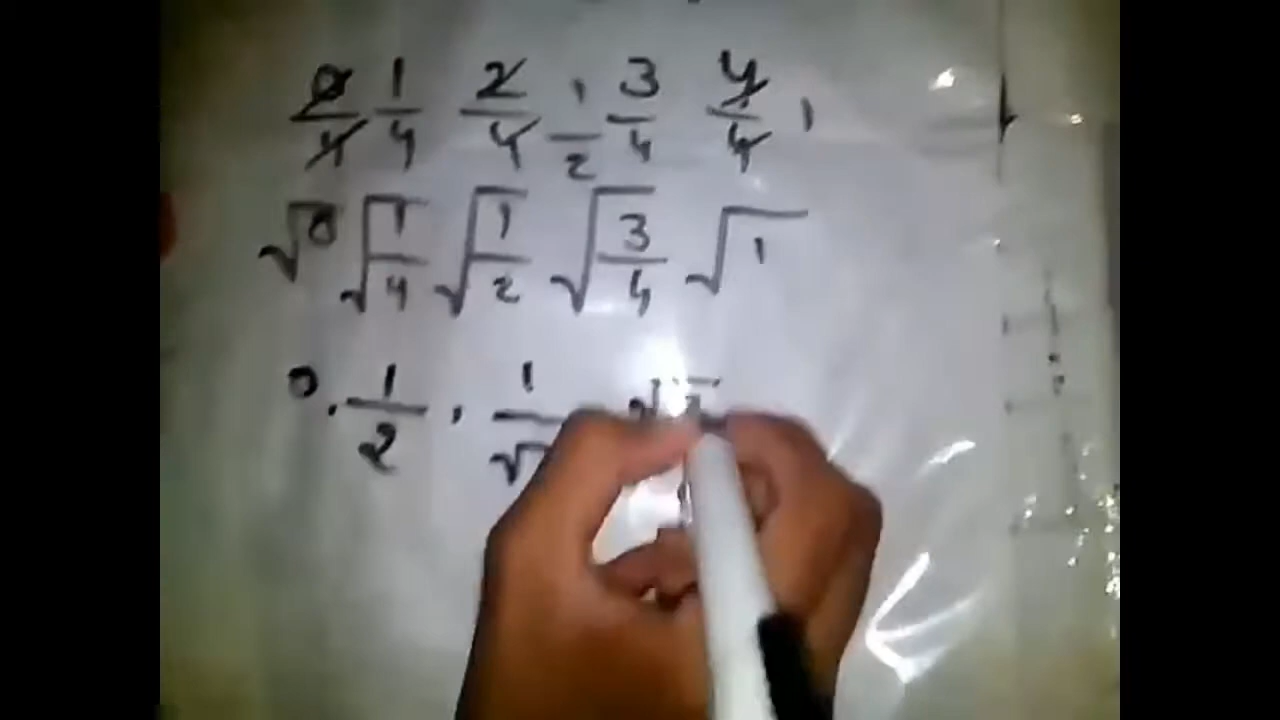 0/4 1/4 2/4 1/2 3/4 4/4 1
√0 √1/4 √1/2 √3/4 √1
0 . 1/2 , 1/√